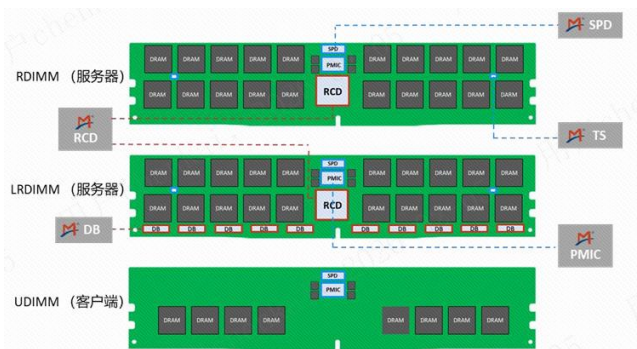 SPD
SPD
DRAM DRAM DRAM DRAM DRAM PMIC DRAM DRAM DRAM DRAM DRAM
RDIMM（服务器）
DRAM DRAM DRAM DRAM DRAM RCD DRAM DRAM DRAM DRAM DARM
RCD
TS
SPD
DRAM DRAM DRAM DRAM DRAM PMIC DRAM DRAM DRAM DRAM DRAM
LRDIMM（服务器）
DRAM DRAM DRAM DRAM DRAM RCD DRAM DRAM DRAM DRAM DRAM
DB
DB DB DB DB DB DB DB DB DB DB
PMIC
SPD
PMIC
UDIMM（客户端）
DRAM DRAM DRAM DRAM DRAM DRAM DRAM DRAM